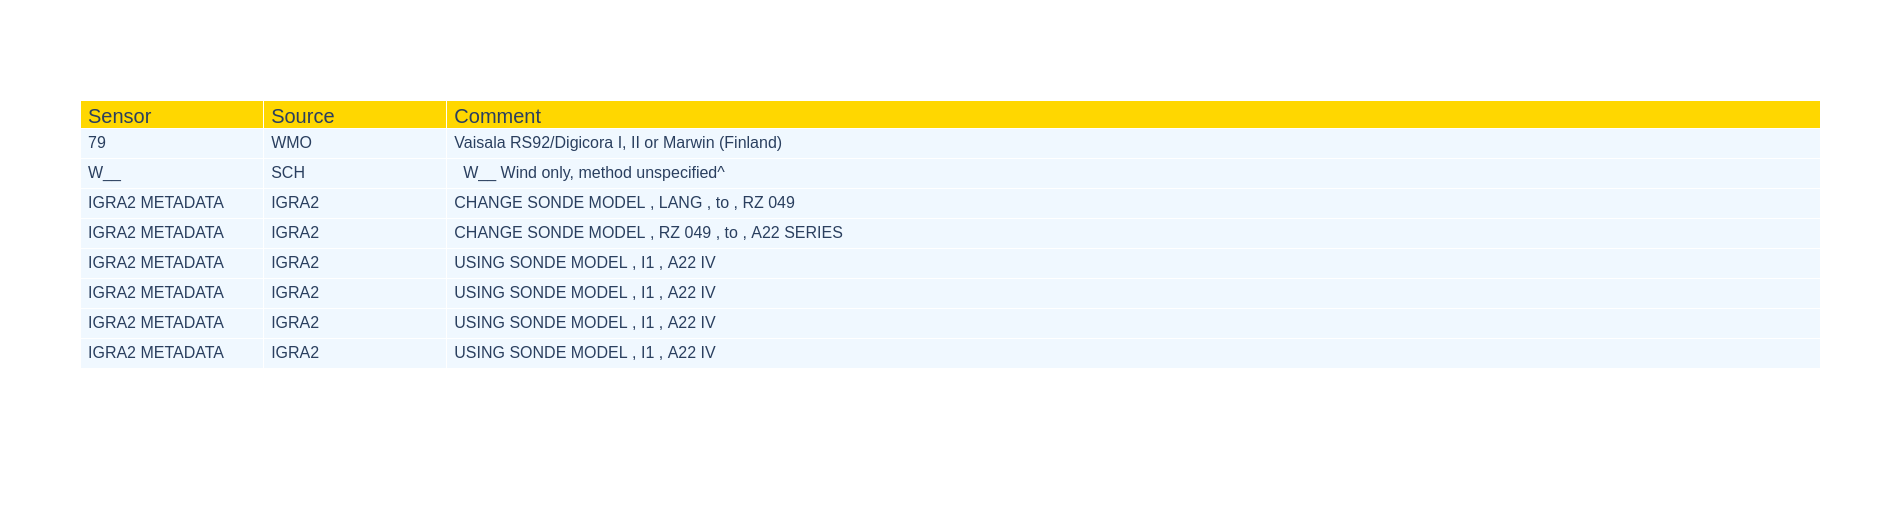 Sensor Source Comment
79 WMO Vaisala RS92/Digicora I, II or Marwin (Finland)
W__ SCH W__ Wind only, method unspecified^
IGRA2 METADATA IGRA2 CHANGE SONDE MODEL , LANG , to , RZ 049
IGRA2 METADATA IGRA2 CHANGE SONDE MODEL , RZ 049 , to , A22 SERIES
IGRA2 METADATA IGRA2 USING SONDE MODEL , I1 , A22 IV
IGRA2 METADATA IGRA2 USING SONDE MODEL , I1 , A22 IV
IGRA2 METADATA IGRA2 USING SONDE MODEL , I1 , A22 IV
IGRA2 METADATA IGRA2 USING SONDE MODEL , I1 , A22 IV